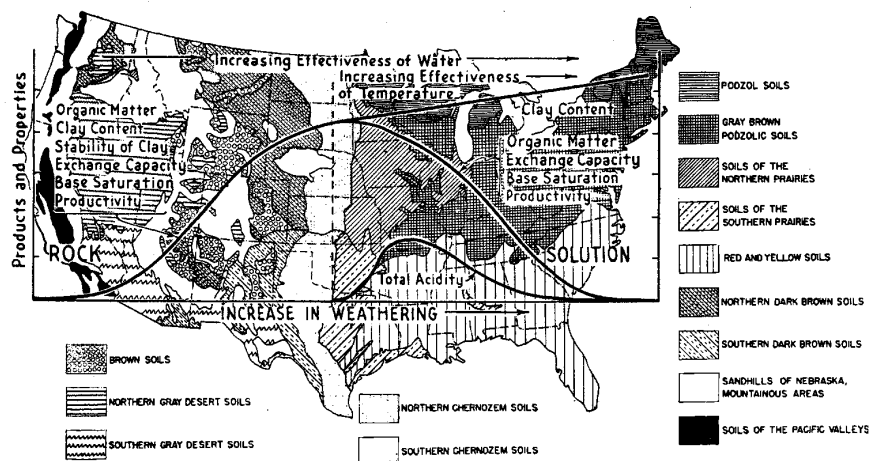 Increasing Effectiveness of Water
Increasing Effectiveness
of Temperature
Products and Properties
Organic Matter
Clay Content
Stability of Clay
Exchange Capacity
Base Saturation
Productivity
Clay Content
Organic Matter
Exchange Capacity
Base Saturation
Productivity
ROCK
SOLUTION
Total Acidity
INCREASE IN WEATHERING
PODZOL SOILS
GRAY BROWN
PODZOLIC SOILS
SOILS OF THE
NORTHERN PRAIRIES
SOILS OF THE
SOUTHERN PRAIRIES
RED AND YELLOW SOILS
NORTHERN DARK BROWN SOILS
SOUTHERN DARK BROWN SOILS
SANDHILLS OF NEBRASKA,
MOUNTAINOUS AREAS
SOILS OF THE PACIFIC VALLEYS
BROWN SOILS
NORTHERN GRAY DESERT SOILS
SOUTHERN GRAY DESERT SOILS
NORTHERN CHERNOZEM SOILS
SOUTHERN CHERNOZEM SOILS